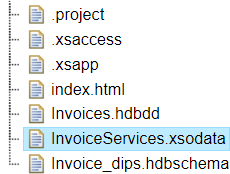 .project
.xsaccess
.xsapp
index.html
Invoices.hdbdd
InvoiceServices.xsodata
Invoice_dips.hdbschema